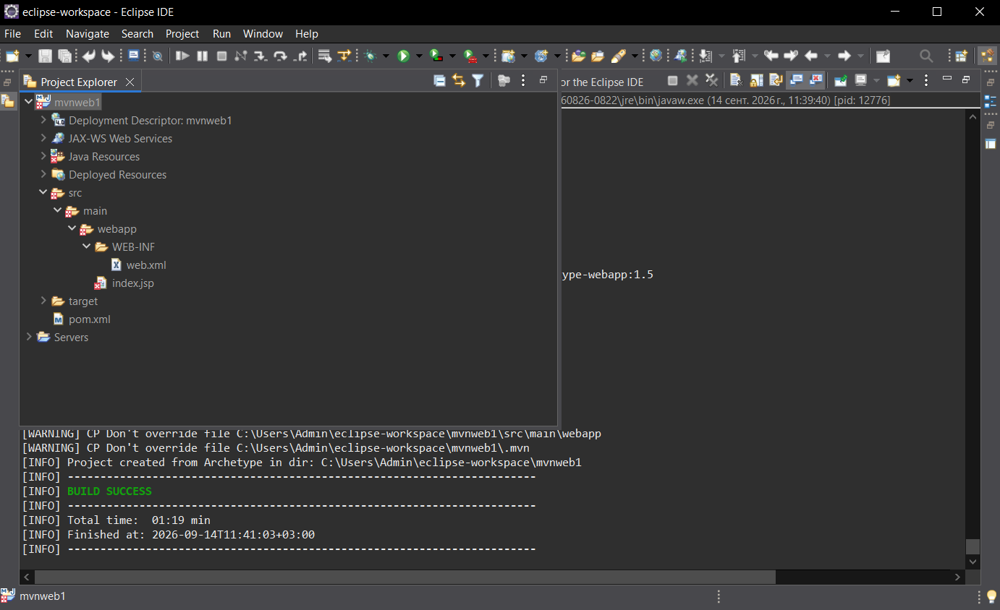 eclipse-workspace - Eclipse IDE
File Edit Navigate Search Project Run Window Help
Project Explorer
or the Eclipse IDE
60826-0822\jre\bin\javaw.exe (14 сент. 2026 г., 11:39:40) [pid: 12776]
mvnweb1
Deployment Descriptor: mvnweb1
JAX-WS Web Services
Java Resources
Deployed Resources
src
main
webapp
WEB-INF
web.xml
ype-webapp:1.5
index.jsp
target
pom.xml
Servers
[WARNING] CP Don't override file C:\Users\Admin\eclipse-workspace\mvnweb1\src\main\webapp
[WARNING] CP Don't override file C:\Users\Admin\eclipse-workspace\mvnweb1\.mvn
[INFO] Project created from Archetype in dir: C:\Users\Admin\eclipse-workspace\mvnweb1
[INFO] ------------------------------------------------------------------------
[INFO] BUILD SUCCESS
[INFO] ------------------------------------------------------------------------
[INFO] Total time:  01:19 min
[INFO] Finished at: 2026-09-14T11:41:03+03:00
[INFO] ------------------------------------------------------------------------
mvnweb1